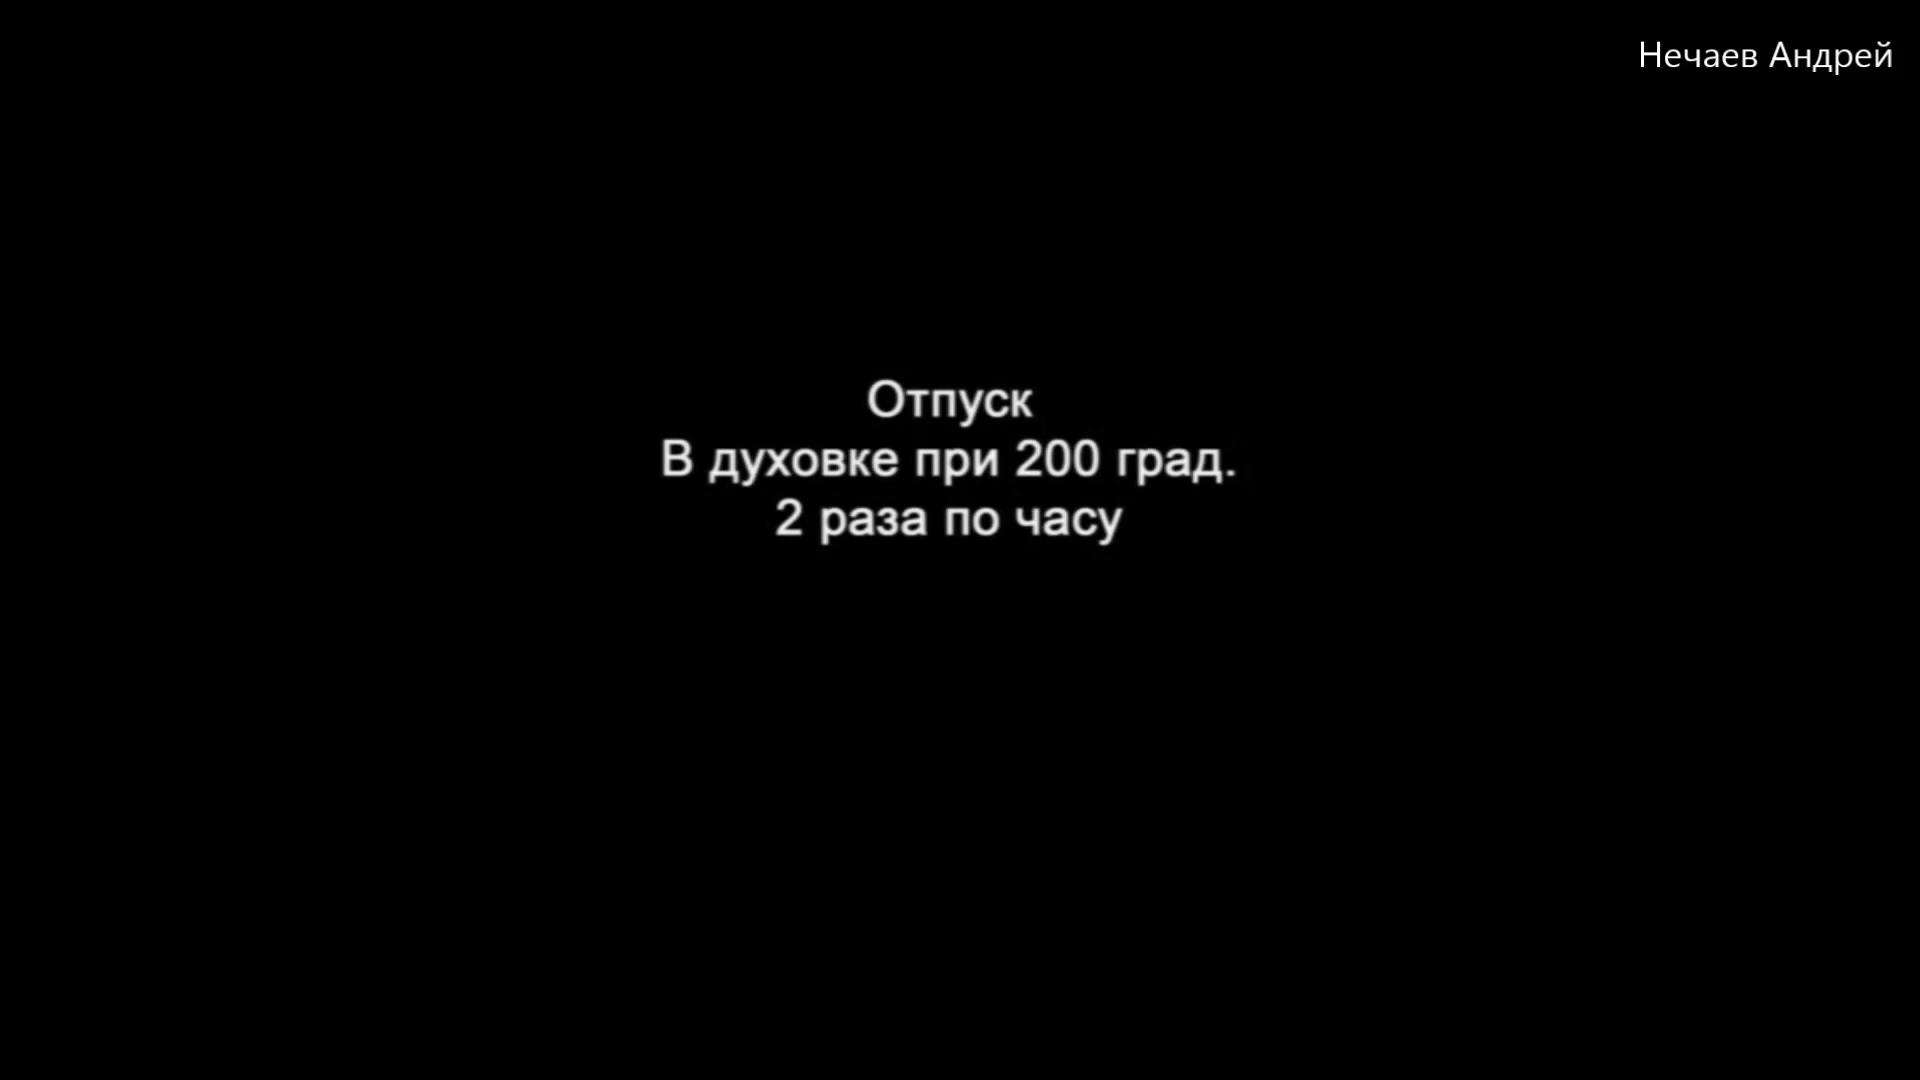 Нечаев Андрей
Отпуск
В духовке при 200 град.
2 раза по часу